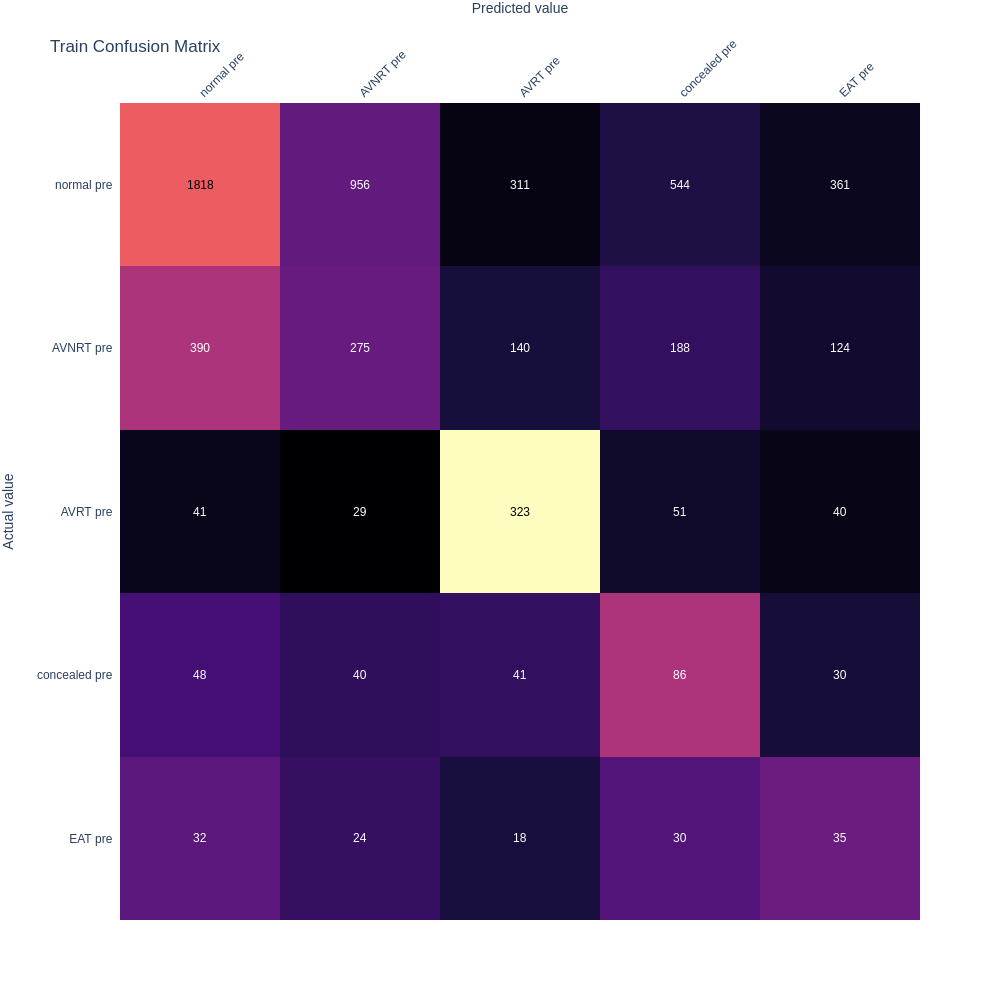 Predicted value
Train Confusion Matrix
normal pre AVNRT pre AVRT pre concealed pre EAT pre
normal pre 1818 956 311 544 361
AVNRT pre 390 275 140 188 124
Actual value
AVRT pre 41 29 323 51 40
concealed pre 48 40 41 86 30
EAT pre 32 24 18 30 35